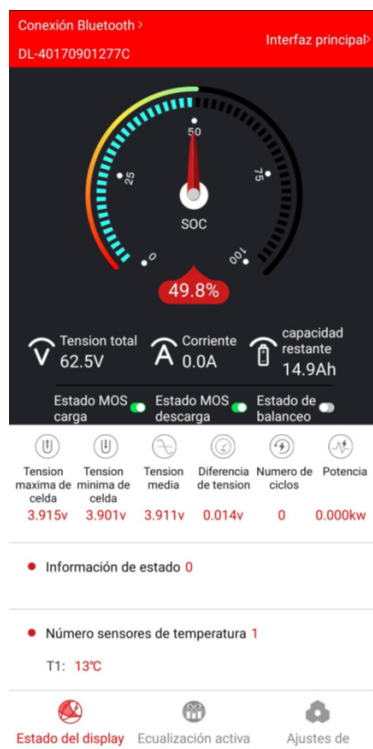 Conexión Bluetooth >
Interfaz principal>
DL-40170901277C
50
25
75
SOC
0
100
49.8%
Tension total
62.5V
Corriente
0.0A
capacidad
restante
14.9Ah
Estado MOS
carga
Estado MOS
descarga
Estado de
balanceo
Tension
maxima de
celda
Tension
minima de
celda
Tension
media
Diferencia
de tension
Numero de
ciclos
Potencia
3.915v
3.901v
3.911v
0.014v
0
0.000kw
Información de estado 0
Número sensores de temperatura 1
T1: 13℃
Estado del display
Ecualización activa
Ajustes de